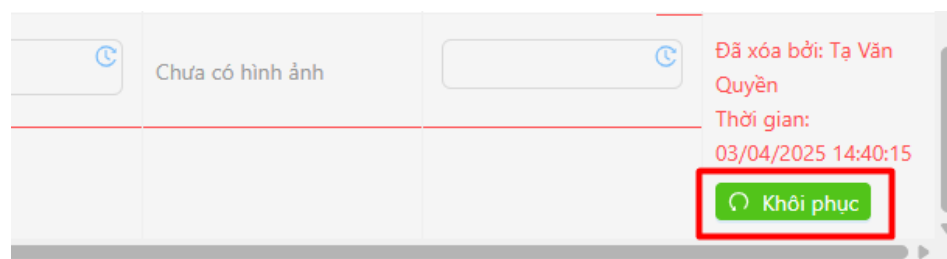 Chưa có hình ảnh
Đã xóa bởi: Tạ Văn
Quyền
Thời gian:
03/04/2025 14:40:15
Khôi phục